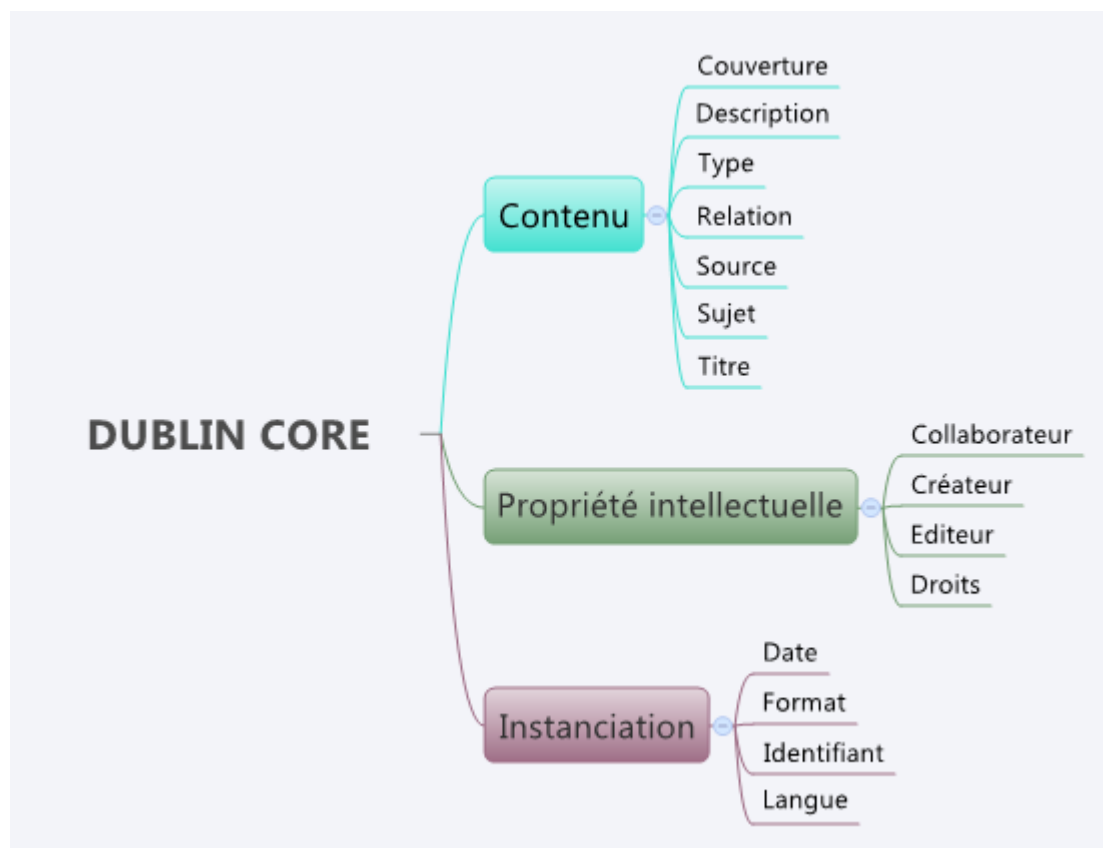 DUBLIN CORE
Contenu
Couverture
Description
Type
Relation
Source
Sujet
Titre
Propriété intellectuelle
Collaborateur
Créateur
Editeur
Droits
Instanciation
Date
Format
Identifiant
Langue